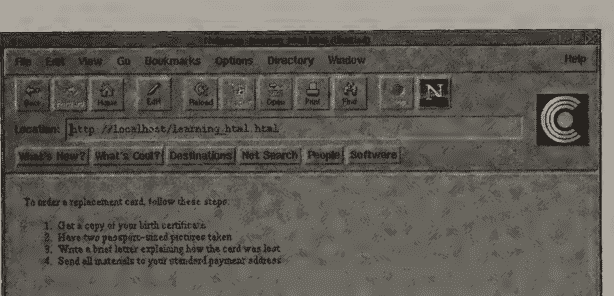 File Edit View Go Bookmarks Options Directory Window Help
Back Home Edit Reload Open Print Find N
Location: http://localhost/learning_html.html
What's New? What's Cool? Destinations Net Search People Software
To order a replacement card, follow these steps:
1. Get a copy of your birth certificate
2. Have two passport-sized pictures taken
3. Write a brief letter explaining how the card was lost
4. Send all materials to your standard payment address